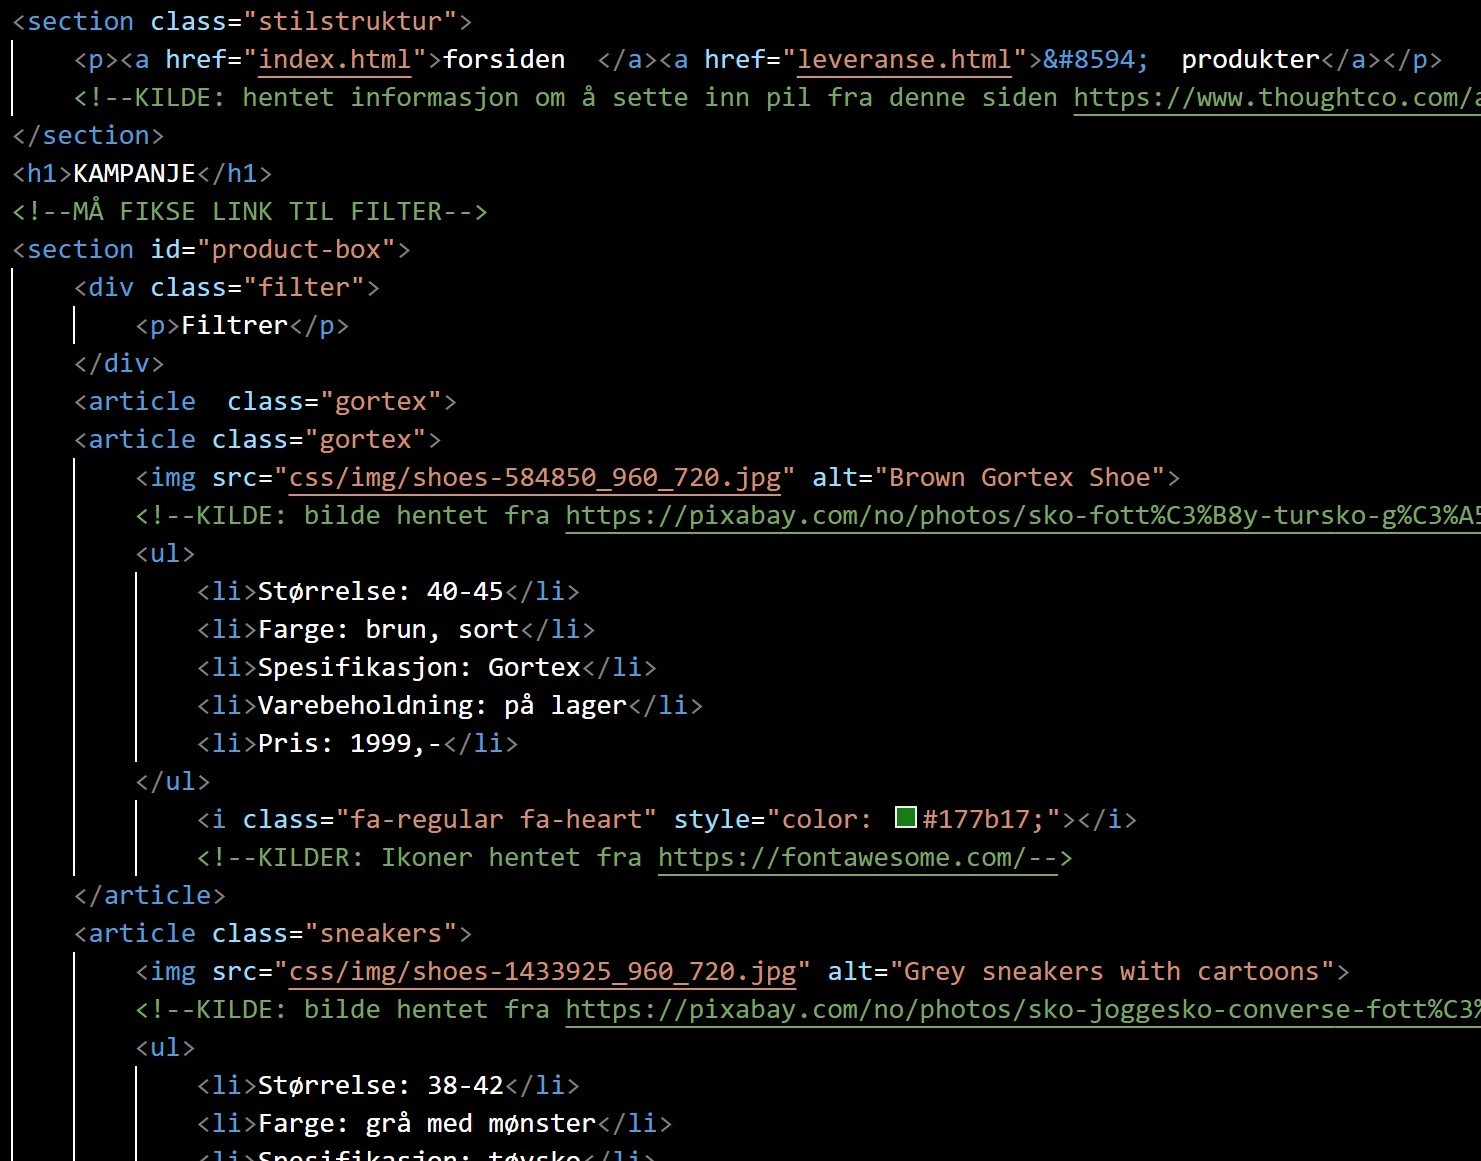 <section class="stilstruktur">
    <p><a href="index.html">forsiden  </a><a href="leveranse.html">&#8594;  produkter</a></p>
    <!--KILDE: hentet informasjon om å sette inn pil fra denne siden https://www.thoughtco.com/a
</section>
<h1>KAMPANJE</h1>
<!--MÅ FIKSE LINK TIL FILTER-->
<section id="product-box">
    <div class="filter">
        <p>Filtrer</p>
    </div>
    <article  class="gortex">
    <article class="gortex">
        <img src="css/img/shoes-584850_960_720.jpg" alt="Brown Gortex Shoe">
        <!--KILDE: bilde hentet fra https://pixabay.com/no/photos/sko-fott%C3%B8y-tursko-g%C3%A5
        <ul>
            <li>Størrelse: 40-45</li>
            <li>Farge: brun, sort</li>
            <li>Spesifikasjon: Gortex</li>
            <li>Varebeholdning: på lager</li>
            <li>Pris: 1999,-</li>
        </ul>
            <i class="fa-regular fa-heart" style="color: #177b17;"></i>
            <!--KILDER: Ikoner hentet fra https://fontawesome.com/-->
    </article>
    <article class="sneakers">
        <img src="css/img/shoes-1433925_960_720.jpg" alt="Grey sneakers with cartoons">
        <!--KILDE: bilde hentet fra https://pixabay.com/no/photos/sko-joggesko-converse-fott%C3%
        <ul>
            <li>Størrelse: 38-42</li>
            <li>Farge: grå med mønster</li>
            <li>Spesifikasjon: tøysko</li>